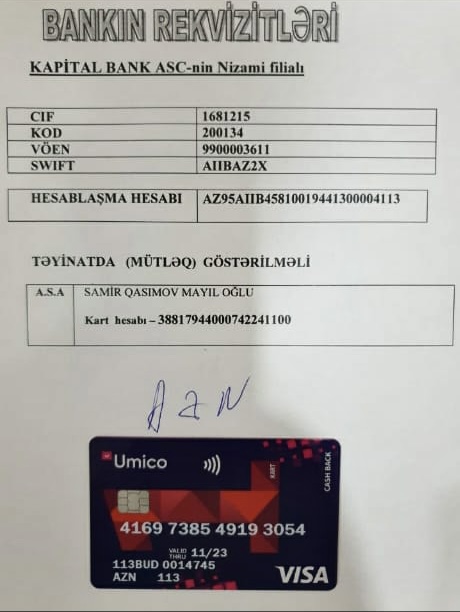 BANKIN REKVİZİTLƏRİ
KAPİTAL BANK ASC-nin Nizami filialı
CIF 1681215
KOD 200134
VÖEN 9900003611
SWIFT AIIBAZ2X
HESABLAŞMA HESABI AZ95AIIB45810019441300004113
TƏYİNATDA (MÜTLƏQ) GÖSTƏRİLMƏLİ
A.S.A SAMİR QASIMOV MAYIL OĞLU
Kart hesabı – 38817944000742241100
AZN
Umico
KART
CASH BACK
4169 7385 4919 3054
VALID THRU 11/23
113BUD 0014745
AZN 113
VISA